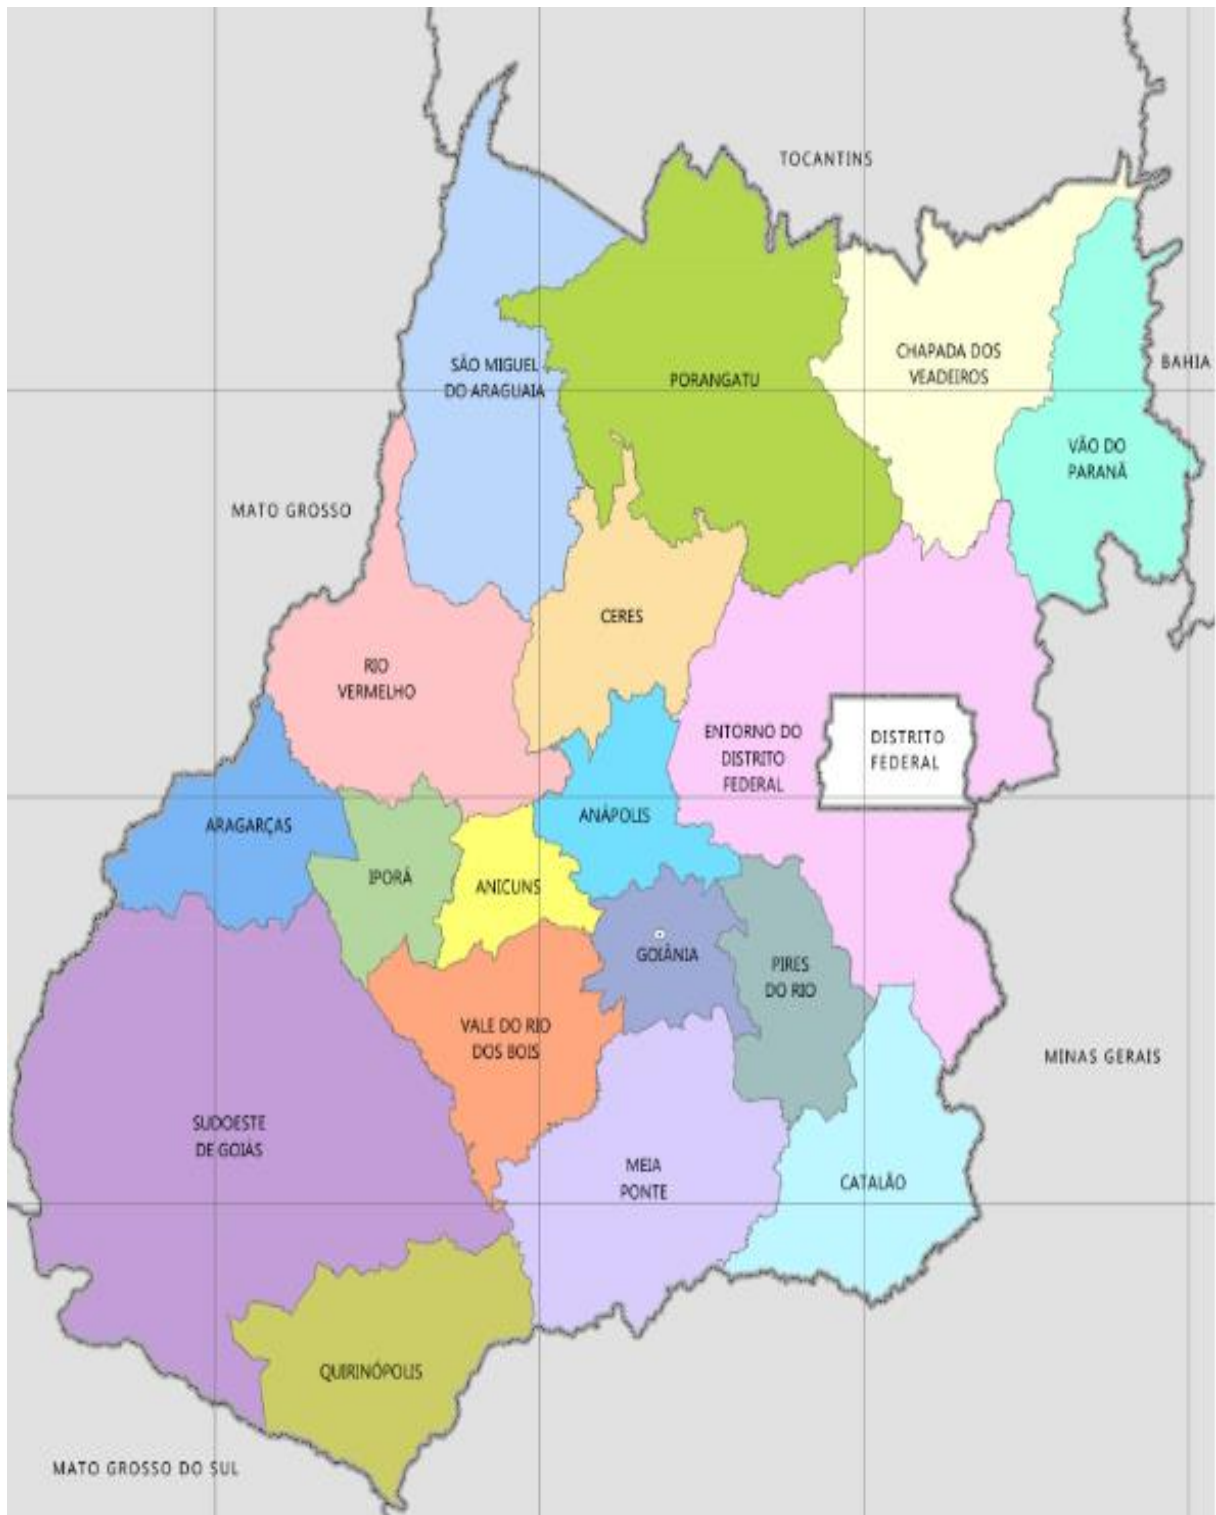 TOCANTINS
CHAPADA DOS
VEADEIROS
SÃO MIGUEL
DO ARAGUAIA
PORANGATU
BAHIA
VÃO DO
PARANÃ
MATO GROSSO
CERES
RIO
VERMELHO
ENTORNO DO
DISTRITO
FEDERAL
DISTRITO
FEDERAL
ARAGARÇAS
ANÁPOLIS
IPORÁ
ANICUNS
GOIÂNIA
PIRES
DO RIO
VALE DO RIO
DOS BOIS
MINAS GERAIS
SUDOESTE
DE GOIÁS
MEIA
PONTE
CATALÃO
QUIRINÓPOLIS
MATO GROSSO DO SUL